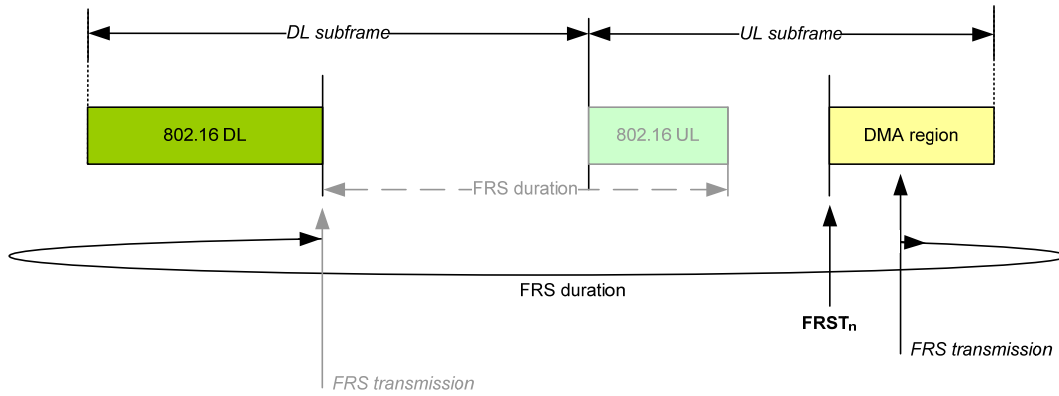 DL subframe
UL subframe
802.16 DL
802.16 UL
DMA region
FRS duration
FRS duration
FRSTn
FRS transmission
FRS transmission